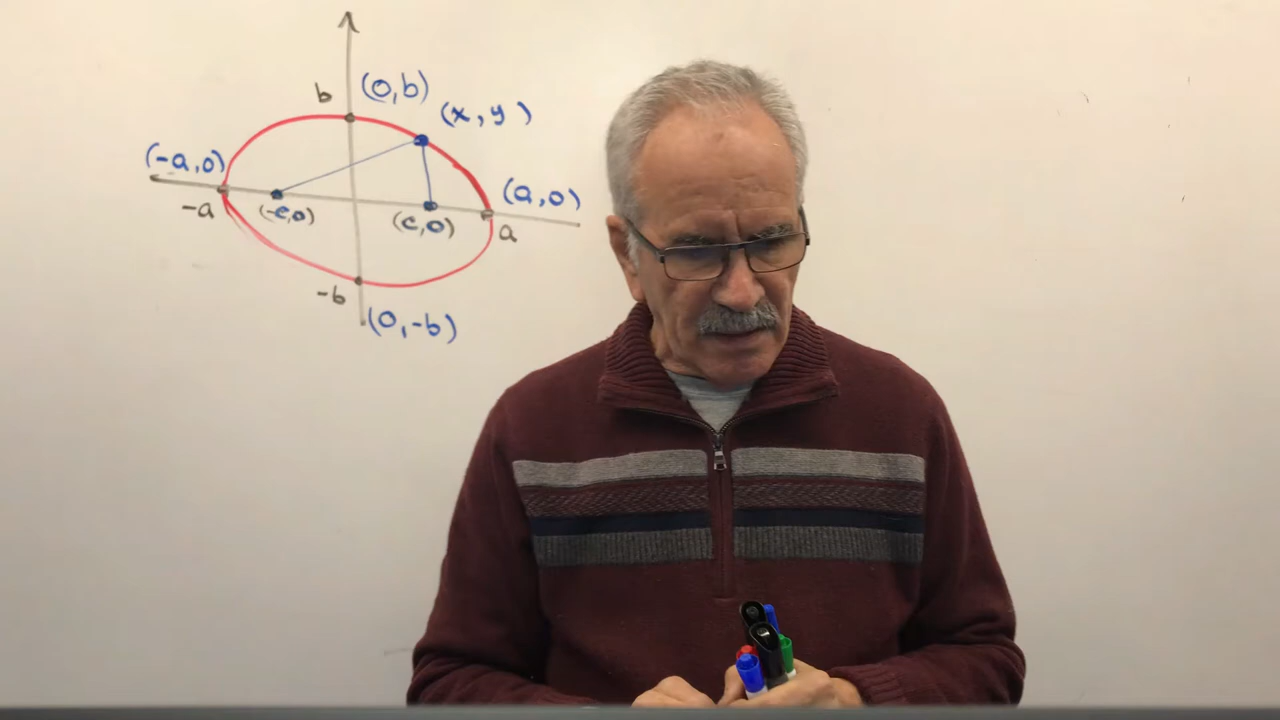 b
(0,b)
(x,y)
(-a,0)
(a,0)
-a
(-c,0)
(c,0)
a
-b
(0,-b)